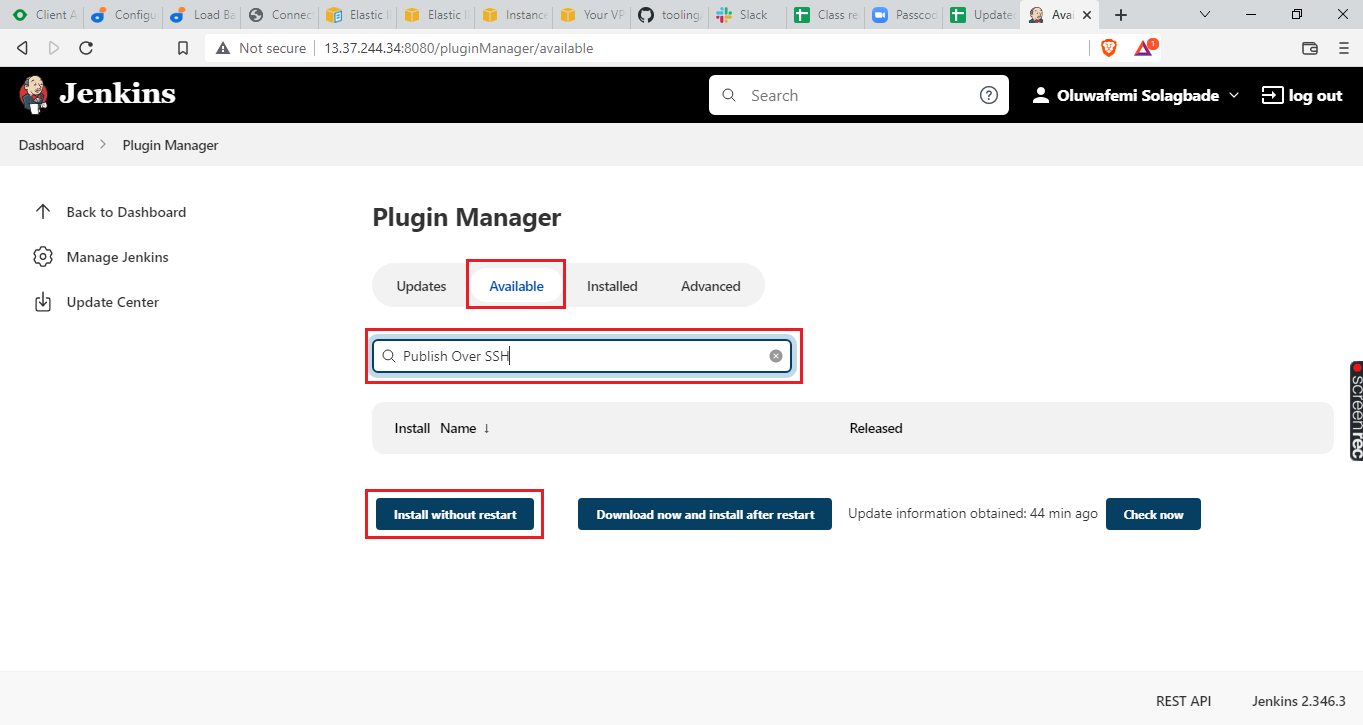 Client A
Configu
Load Ba
Connec
Elastic I
Elastic I
Instance
Your VP
tooling/
Slack
Class re
Passcod
Update
Avai
Not secure
13.37.244.34:8080/pluginManager/available
1
Jenkins
Search
Oluwafemi Solagbade
log out
Dashboard
Plugin Manager
Back to Dashboard
Manage Jenkins
Update Center
Plugin Manager
Updates
Available
Installed
Advanced
Publish Over SSH
Install Name ↓
Released
Install without restart
Download now and install after restart
Update information obtained: 44 min ago
Check now
screenrec
REST API
Jenkins 2.346.3